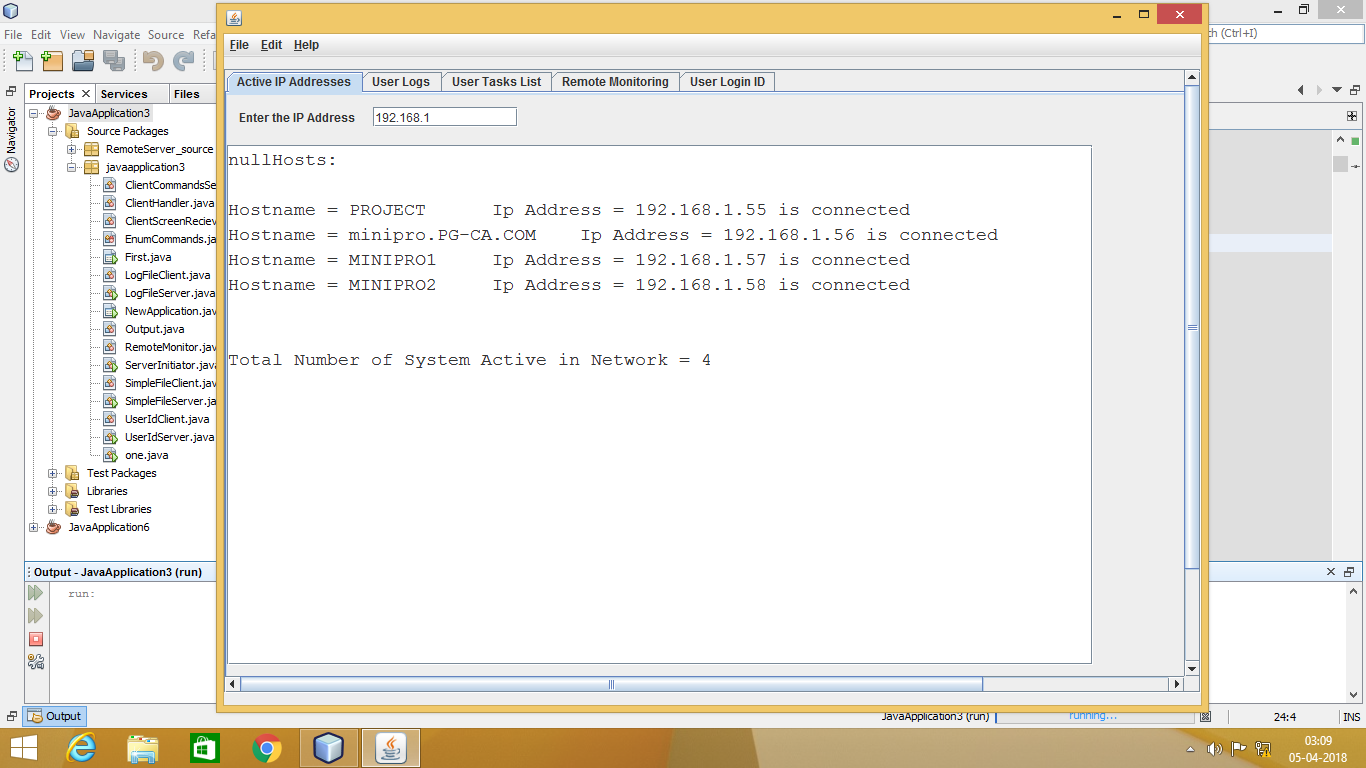 File Edit View Navigate Source Refa
ch (Ctrl+I)
File Edit Help
Projects Services Files
Navigator
JavaApplication3
Source Packages
RemoteServer_source
javaapplication3
ClientCommandsSe
ClientHandler.java
ClientScreenReciev
EnumCommands.ja
First.java
LogFileClient.java
LogFileServer.java
NewApplication.jav
Output.java
RemoteMonitor.jav
ServerInitiator.java
SimpleFileClient.java
SimpleFileServer.ja
UserIdClient.java
UserIdServer.java
one.java
Test Packages
Libraries
Test Libraries
JavaApplication6
Active IP Addresses User Logs User Tasks List Remote Monitoring User Login ID
Enter the IP Address 192.168.1
nullHosts:
Hostname = PROJECT Ip Address = 192.168.1.55 is connected
Hostname = minipro.PG-CA.COM Ip Address = 192.168.1.56 is connected
Hostname = MINIPRO1 Ip Address = 192.168.1.57 is connected
Hostname = MINIPRO2 Ip Address = 192.168.1.58 is connected
Total Number of System Active in Network = 4
Output - JavaApplication3 (run)
run:
Output
JavaApplication3 (run) running... 24:4 INS
03:09
05-04-2018